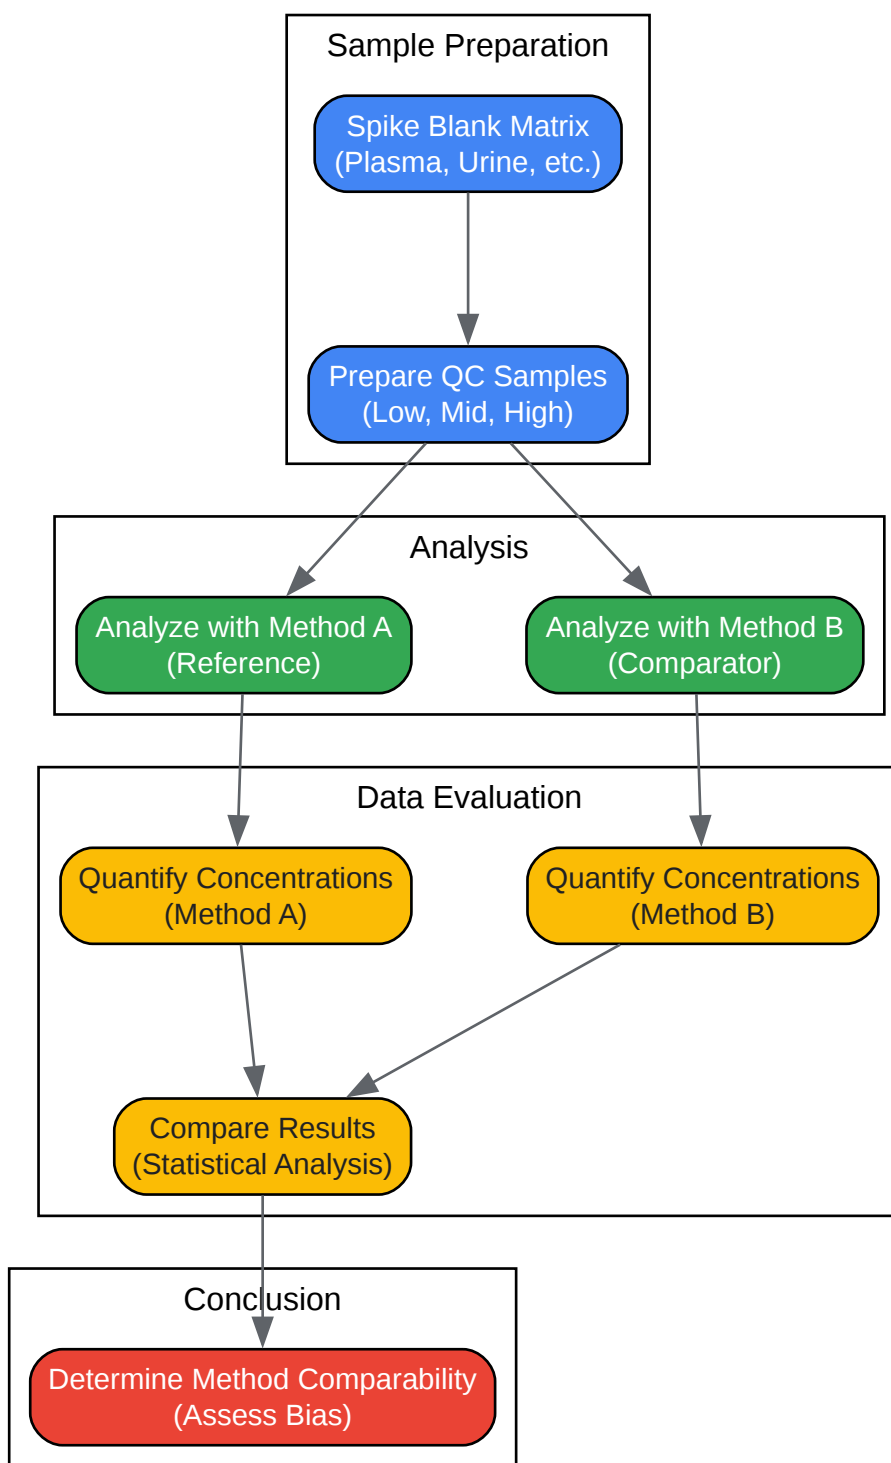 Sample Preparation
Spike Blank Matrix
(Plasma, Urine, etc.)
Prepare QC Samples
(Low, Mid, High)
Analysis
Analyze with Method A
(Reference)
Analyze with Method B
(Comparator)
Data Evaluation
Quantify Concentrations
(Method A)
Quantify Concentrations
(Method B)
Compare Results
(Statistical Analysis)
Conclusion
Determine Method Comparability
(Assess Bias)